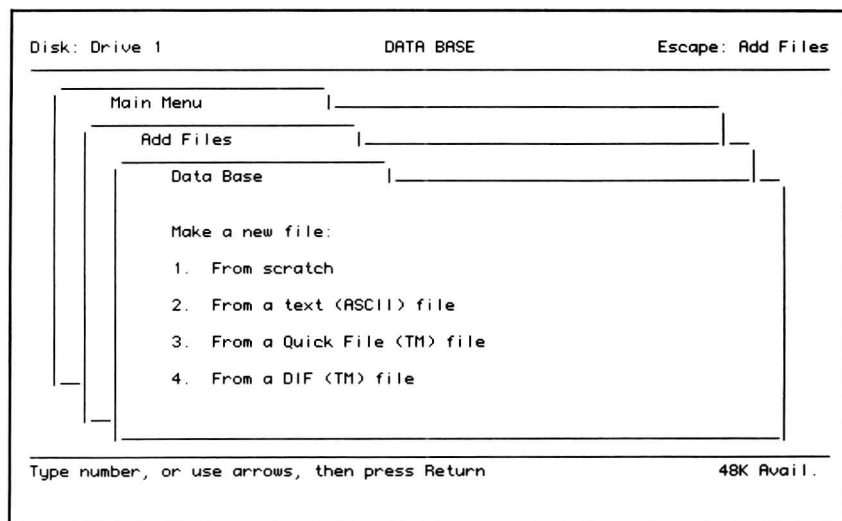 Disk: Drive 1 DATA BASE Escape: Add Files
Main Menu
Add Files
Data Base
Make a new file:
1. From scratch
2. From a text (ASCII) file
3. From a Quick File (TM) file
4. From a DIF (TM) file
Type number, or use arrows, then press Return 48K Avail.